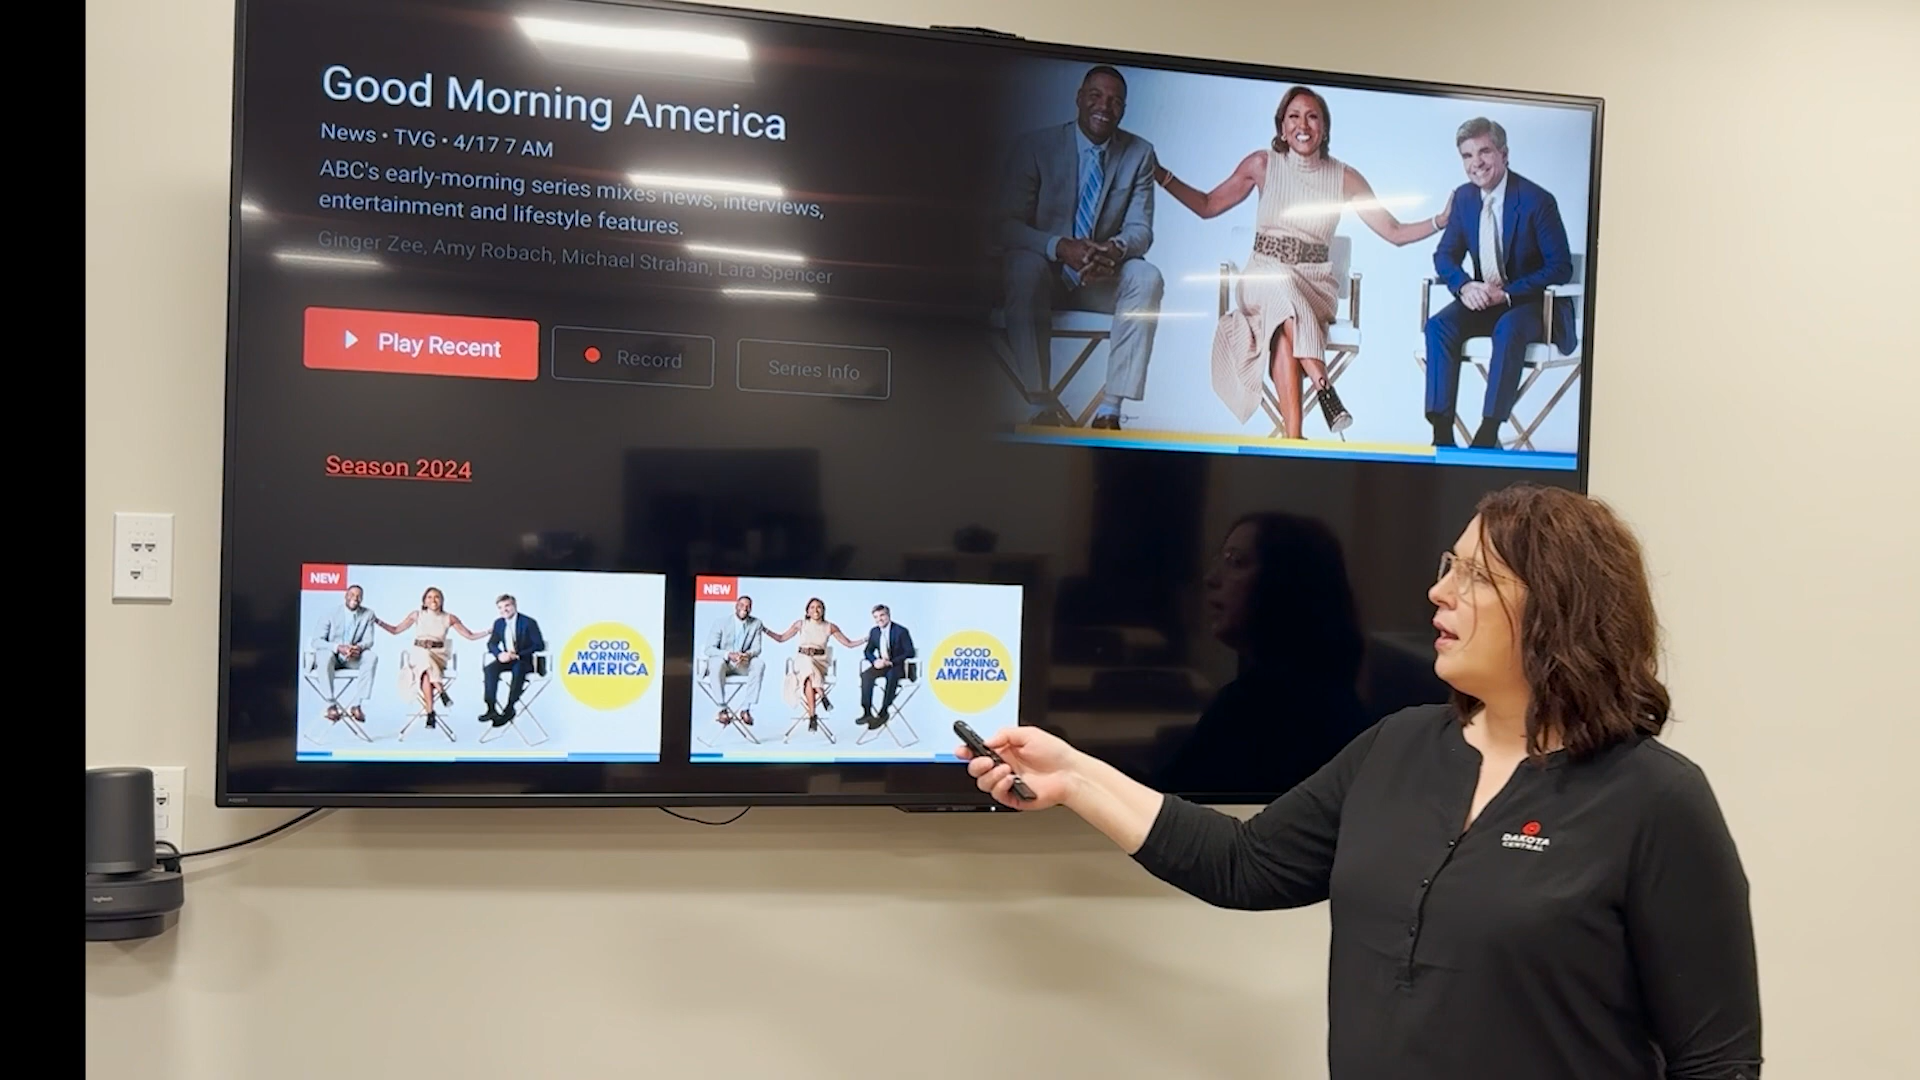 Good Morning America
News • TVG • 4/17 7 AM
ABC's early-morning series mixes news, interviews,
entertainment and lifestyle features.
Ginger Zee, Amy Robach, Michael Strahan, Lara Spencer
Play Recent
Record
Series Info
Season 2024
NEW
GOOD
MORNING
AMERICA
NEW
GOOD
MORNING
AMERICA
DAKOTA
CENTRAL
logitech